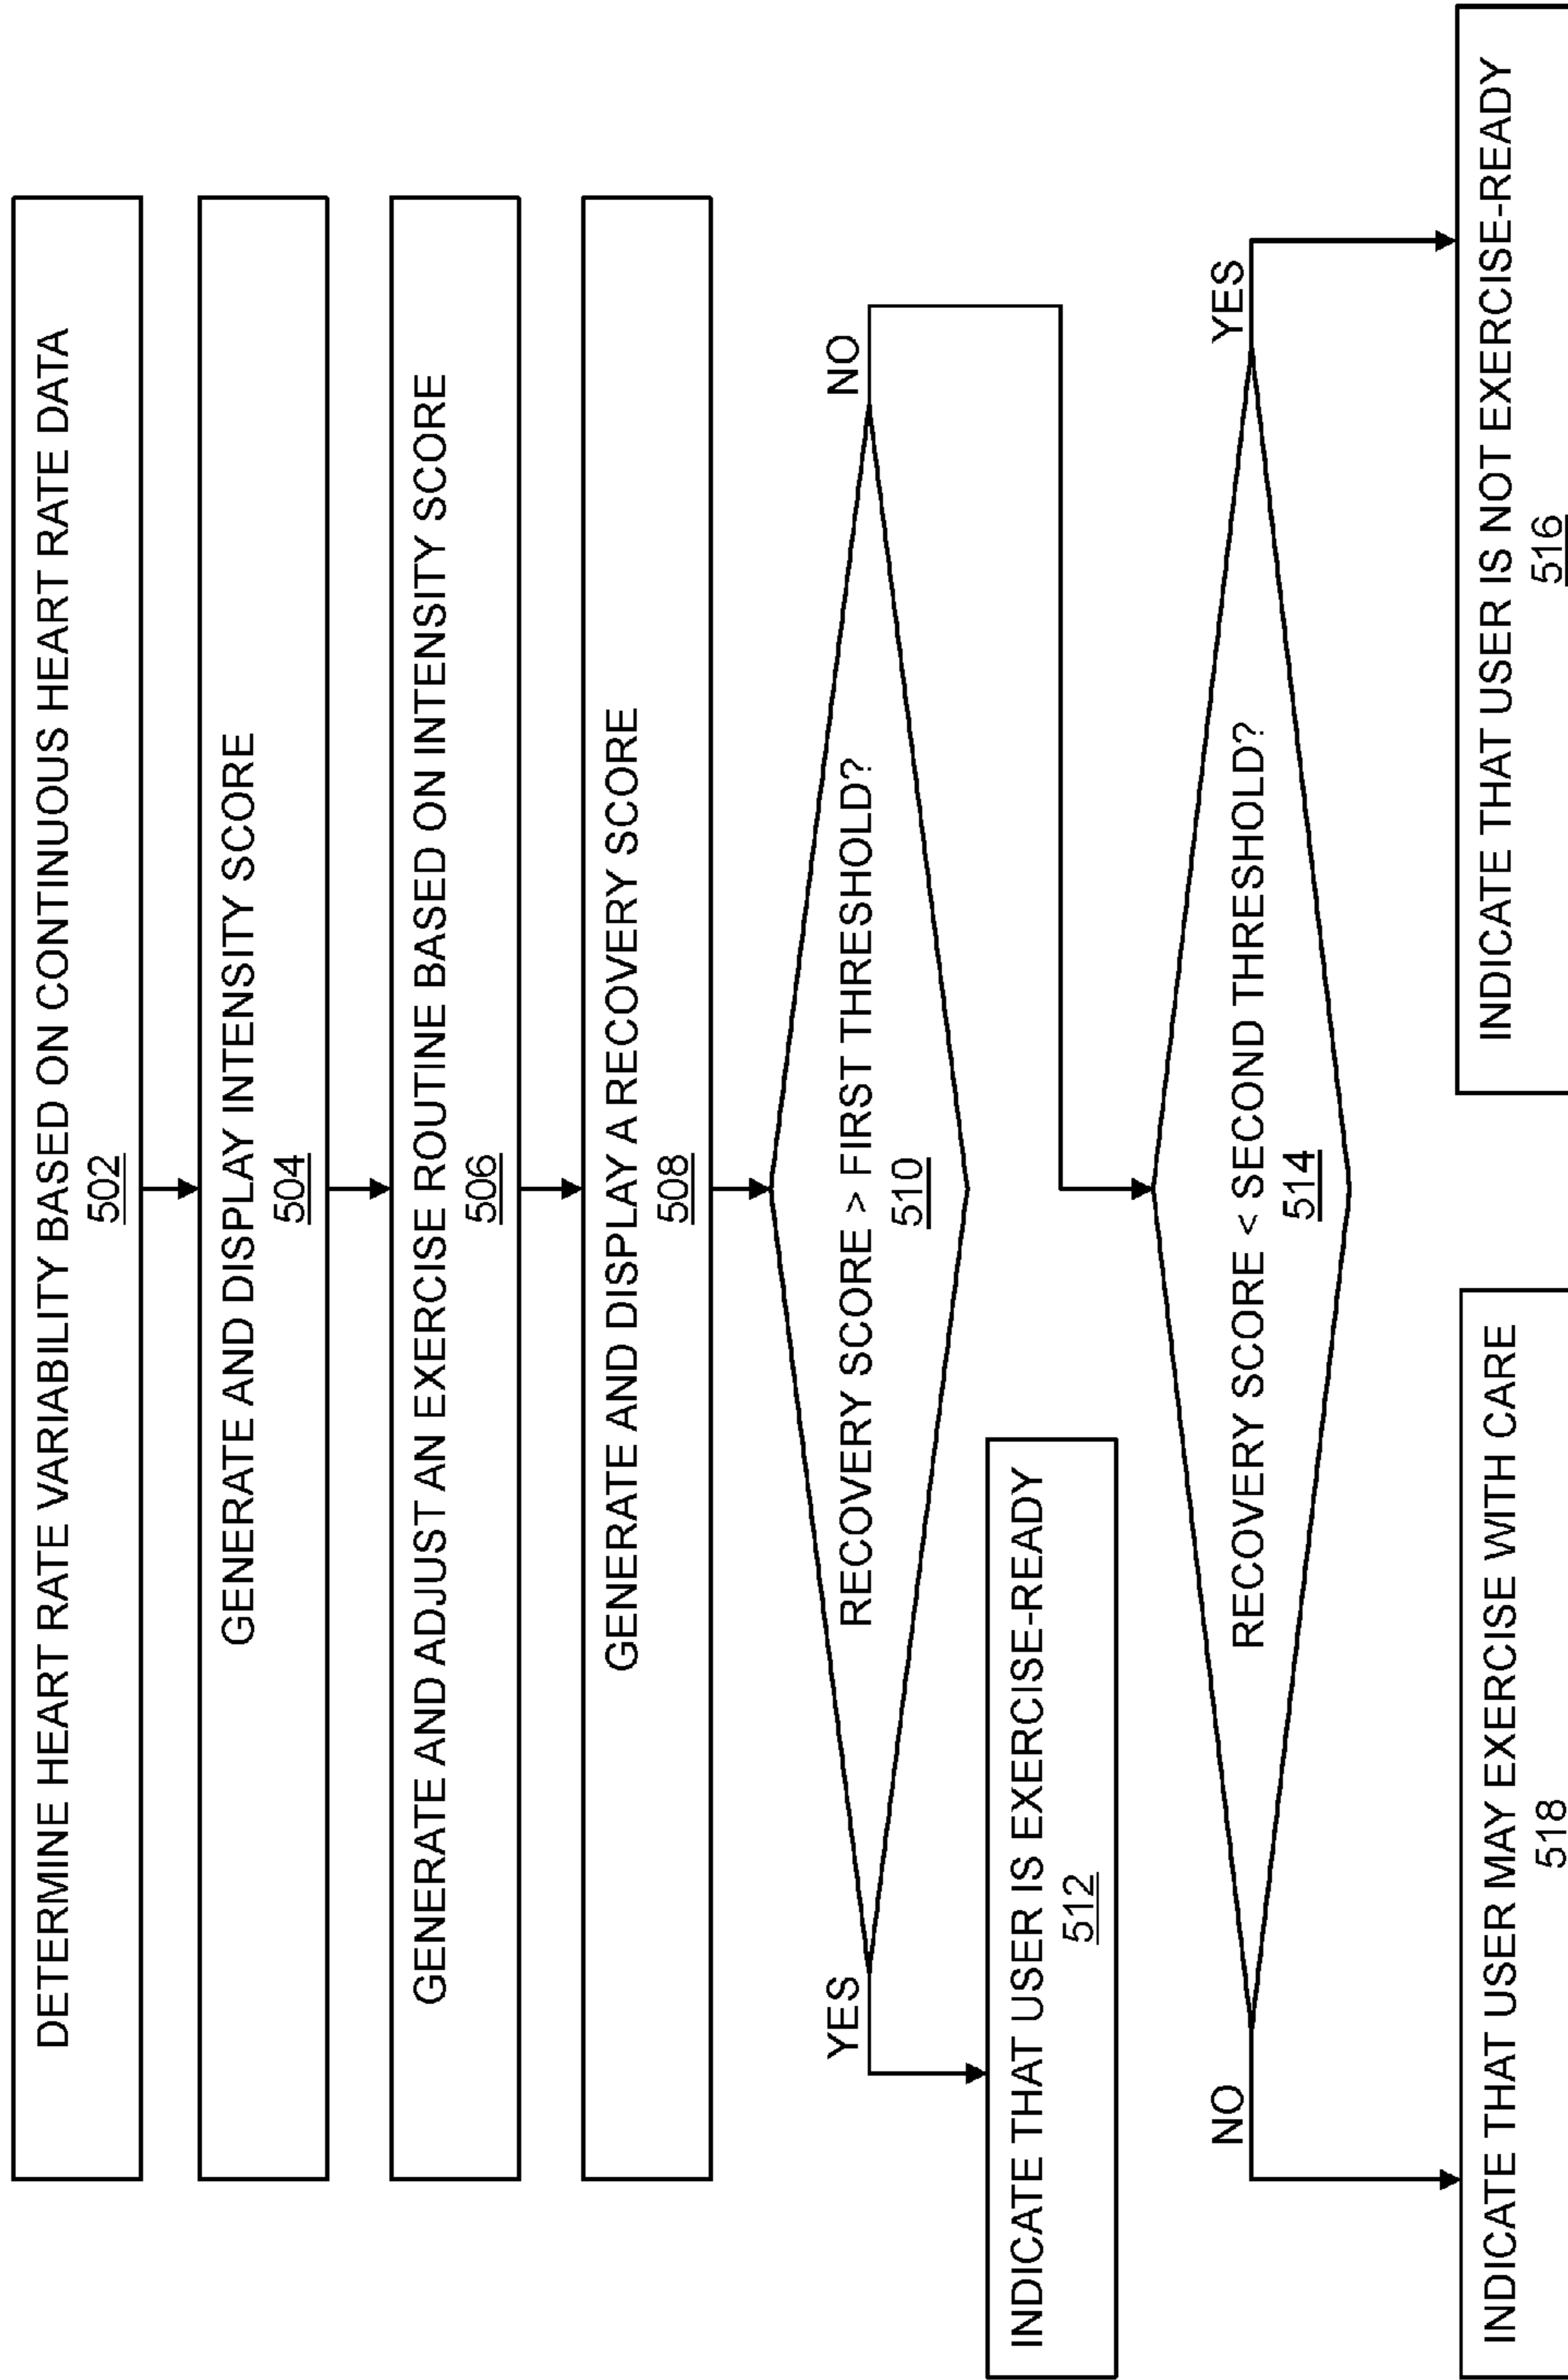 DETERMINE HEART RATE VARIABILITY BASED ON CONTINUOUS HEART RATE DATA
502
GENERATE AND DISPLAY INTENSITY SCORE
504
GENERATE AND ADJUST AN EXERCISE ROUTINE BASED ON INTENSITY SCORE
506
GENERATE AND DISPLAY A RECOVERY SCORE
508
RECOVERY SCORE > FIRST THRESHOLD?
510
YES
NO
INDICATE THAT USER IS EXERCISE-READY
512
RECOVERY SCORE < SECOND THRESHOLD?
514
NO
YES
INDICATE THAT USER MAY EXERCISE WITH CARE
518
INDICATE THAT USER IS NOT EXERCISE-READY
516